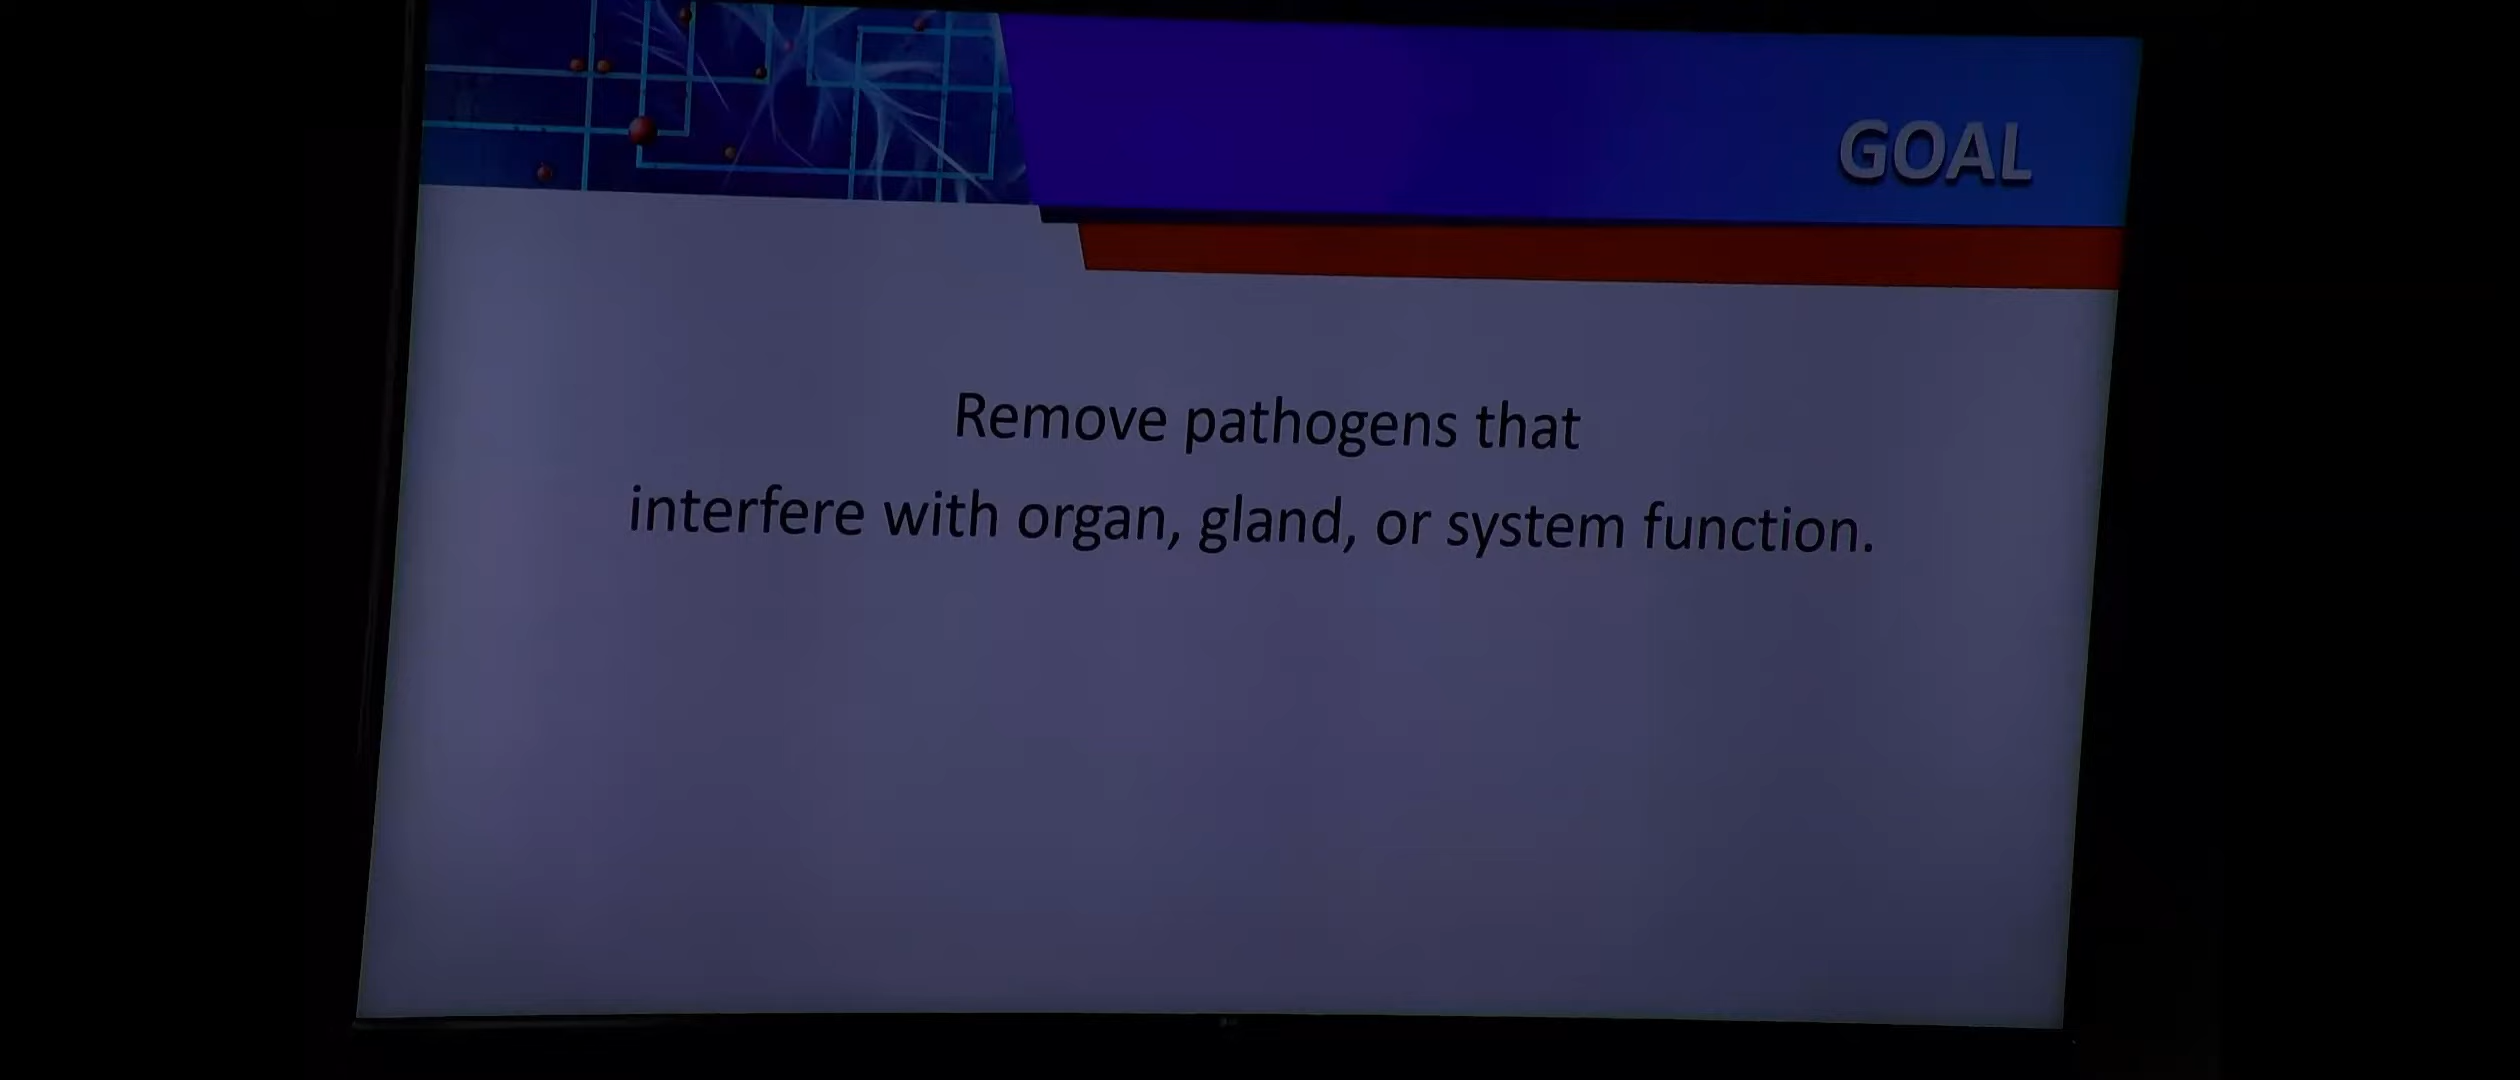 GOAL
Remove pathogens that
interfere with organ, gland, or system function.